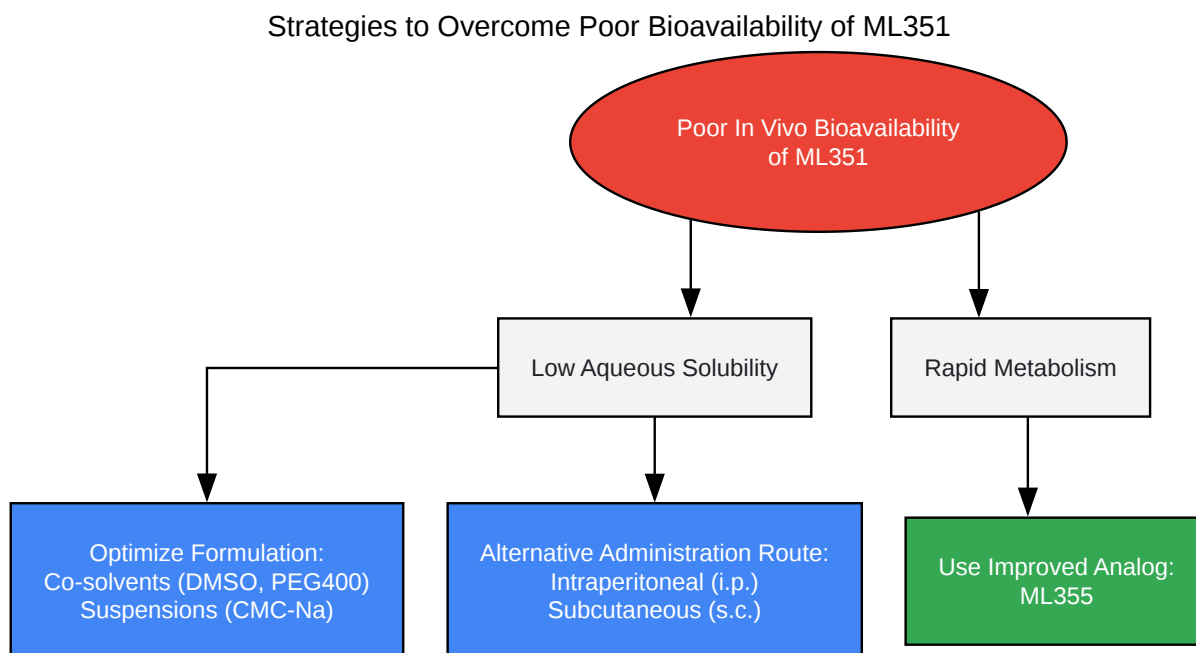 Strategies to Overcome Poor Bioavailability of ML351
Poor In Vivo Bioavailability
of ML351
Low Aqueous Solubility
Rapid Metabolism
Optimize Formulation:
Co-solvents (DMSO, PEG400)
Suspensions (CMC-Na)
Alternative Administration Route:
Intraperitoneal (i.p.)
Subcutaneous (s.c.)
Use Improved Analog:
ML355